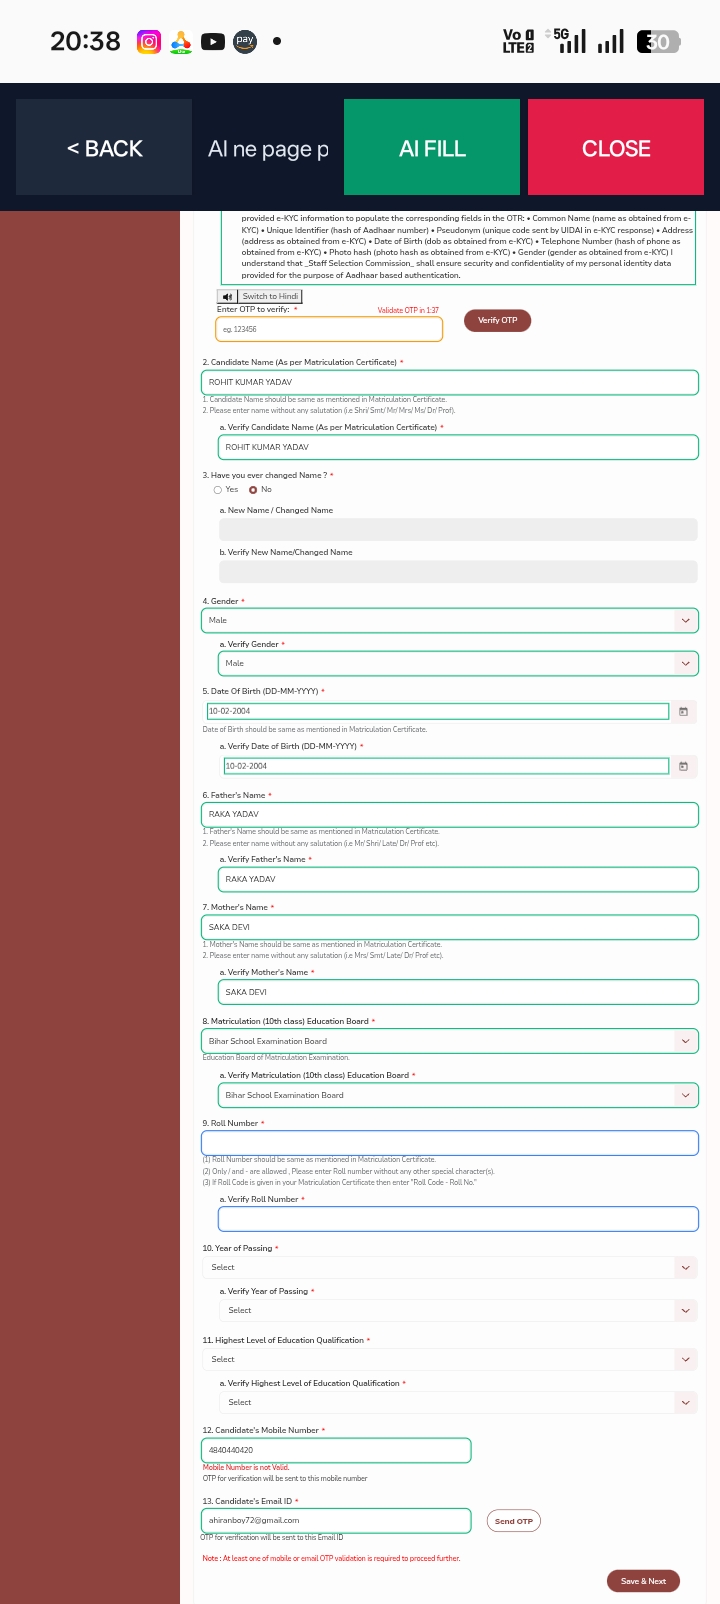 20:38
pay
Vo 1
LTE2
5G
30
< BACK
AI ne page p
AI FILL
CLOSE
provided e-KYC information to populate the corresponding fields in the OTR: • Common Name (name as obtained from e-
KYC) • Unique Identifier (hash of Aadhaar number) • Pseudonym (unique code sent by UIDAI in e-KYC response) • Address
(address as obtained from e-KYC) • Date of Birth (dob as obtained from e-KYC) • Telephone Number (hash of phone as
obtained from e-KYC) • Photo hash (photo hash as obtained from e-KYC) • Gender (gender as obtained from e-KYC) I
understand that _Staff Selection Commission_ shall ensure security and confidentiality of my personal identity data
provided for the purpose of Aadhaar based authentication.
Switch to Hindi
Enter OTP to verify: *
Validate OTP in 1:37
eg. 123456
Verify OTP
2. Candidate Name (As per Matriculation Certificate) *
ROHIT KUMAR YADAV
1. Candidate Name should be same as mentioned in Matriculation Certificate.
2. Please enter name without any salutation (i.e Shri/ Smt/ Mr/ Mrs/ Ms/ Dr/ Prof).
a. Verify Candidate Name (As per Matriculation Certificate) *
ROHIT KUMAR YADAV
3. Have you ever changed Name ? *
Yes No
a. New Name / Changed Name
b. Verify New Name/Changed Name
4. Gender *
Male
a. Verify Gender *
Male
5. Date Of Birth (DD-MM-YYYY) *
10-02-2004
Date of Birth should be same as mentioned in Matriculation Certificate.
a. Verify Date of Birth (DD-MM-YYYY) *
10-02-2004
6. Father's Name *
RAKA YADAV
1. Father's Name should be same as mentioned in Matriculation Certificate.
2. Please enter name without any salutation (i.e Mr/ Shri/ Late/ Dr/ Prof etc).
a. Verify Father's Name *
RAKA YADAV
7. Mother's Name *
SAKA DEVI
1. Mother's Name should be same as mentioned in Matriculation Certificate.
2. Please enter name without any salutation (i.e Mrs/ Smt/ Late/ Dr/ Prof etc).
a. Verify Mother's Name *
SAKA DEVI
8. Matriculation (10th class) Education Board *
Bihar School Examination Board
Education Board of Matriculation Examination.
a. Verify Matriculation (10th class) Education Board *
Bihar School Examination Board
9. Roll Number *
(1) Roll Number should be same as mentioned in Matriculation Certificate.
(2) Only / and - are allowed , Please enter Roll number without any other special character(s).
(3) If Roll Code is given in your Matriculation Certificate then enter "Roll Code - Roll No."
a. Verify Roll Number *
10. Year of Passing *
Select
a. Verify Year of Passing *
Select
11. Highest Level of Education Qualification *
Select
a. Verify Highest Level of Education Qualification *
Select
12. Candidate's Mobile Number *
4840440420
Mobile Number is not Valid.
OTP for verification will be sent to this mobile number
13. Candidate's Email ID *
ahiranboy72@gmail.com
Send OTP
OTP for verification will be sent to this Email ID
Note : At least one of mobile or email OTP validation is required to proceed further.
Save & Next